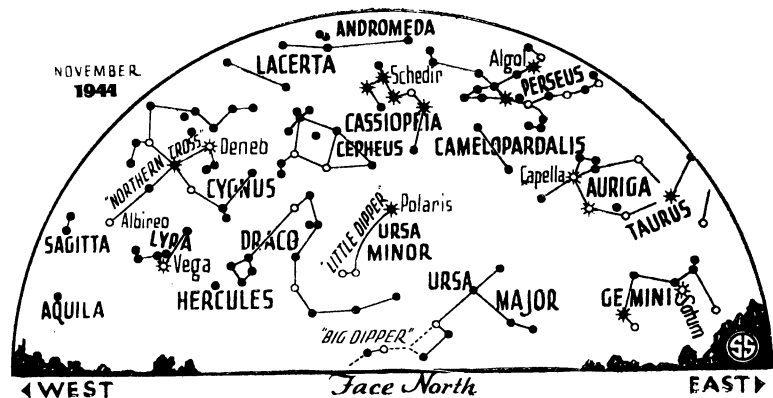 ANDROMEDA
LACERTA
NOVEMBER
1944
Schedir
Algol
PERSEUS
CASSIOPEIA
CEPHEUS
CAMELOPARDALIS
"NORTHERN CROSS"
Deneb
CYGNUS
Capella
AURIGA
TAURUS
Albireo
SAGITTA
LYRA
Vega
DRACO
"LITTLE DIPPER"
Polaris
URSA
MINOR
HERCULES
AQUILA
URSA
MAJOR
GEMINI
Saturn
"BIG DIPPER"
SS
WEST
Face North
EAST